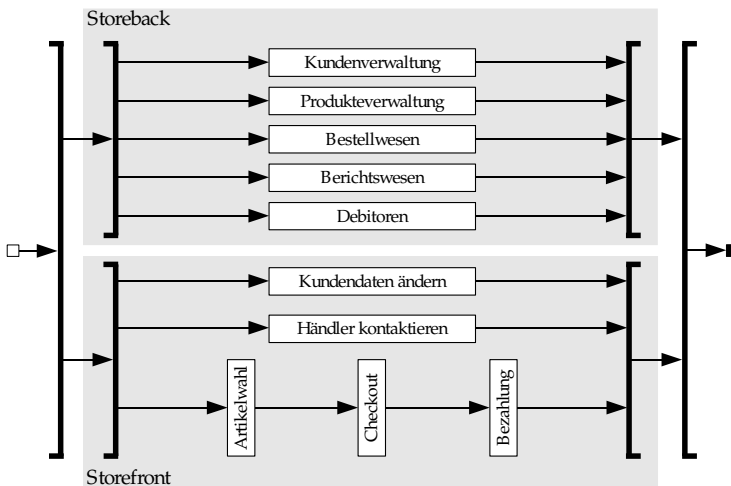 Storeback
Kundenverwaltung
Produkteverwaltung
Bestellwesen
Berichtswesen
Debitoren
Kundendaten ändern
Händler kontaktieren
Artikelwahl
Checkout
Bezahlung
Storefront